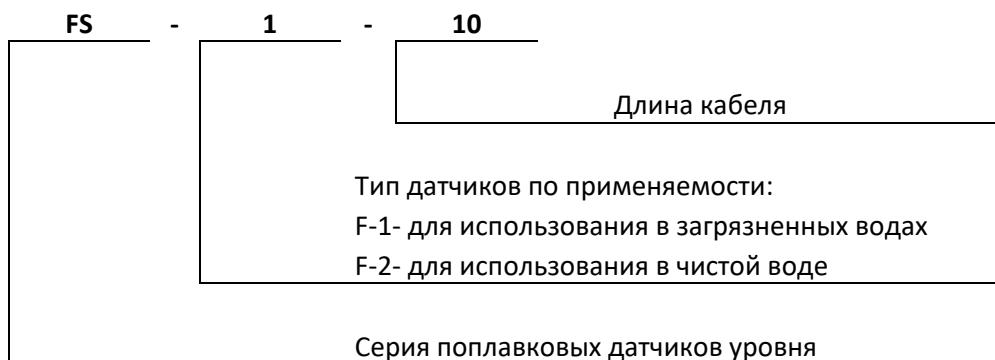 FS - 1 - 10
Длина кабеля
Тип датчиков по применяемости:
F-1- для использования в загрязненных водах
F-2- для использования в чистой воде
Серия поплавковых датчиков уровня